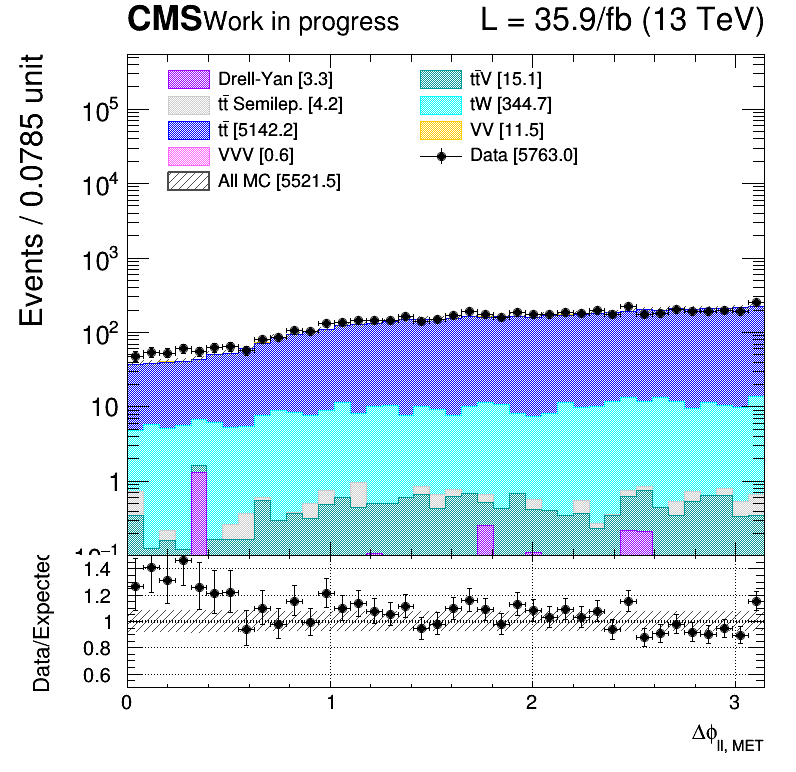 CMS Work in progress L = 35.9/fb (13 TeV)
Drell-Yan [3.3]
tt̄ Semilep. [4.2]
tt̄ [5142.2]
VVV [0.6]
All MC [5521.5]
tt̄V [15.1]
tW [344.7]
VV [11.5]
Data [5763.0]
Events / 0.0785 unit
10⁵
10⁴
10³
10²
10
1
10⁻¹
Data/Expected
1.4
1.2
1
0.8
0.6
0 1 2 3
Δϕ_ll, MET